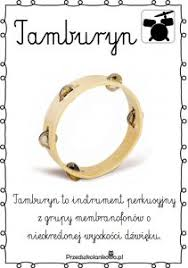 Tamburyn
Tamburyn to instrument perkusyjny
z grupy membranofonów o
nieokreślonej wysokości dźwięku.
Przedszkolankowo.pl